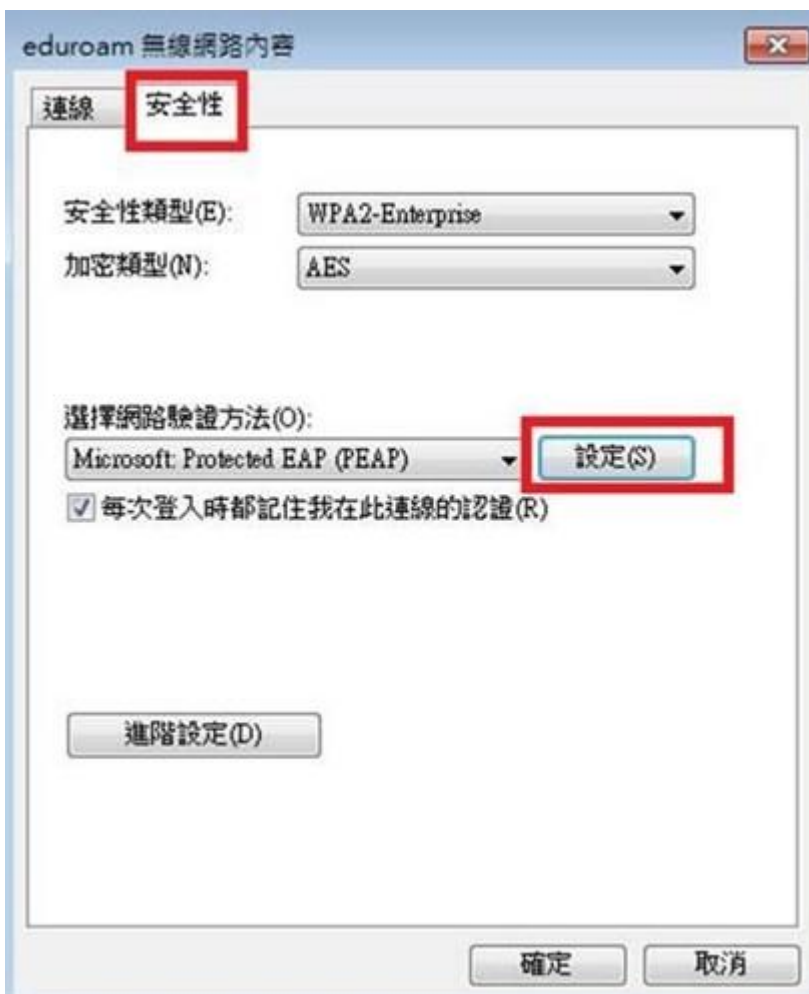 eduroam 無線網路內容
連線 安全性
安全性類型(E): WPA2-Enterprise
加密類型(N): AES
選擇網路驗證方法(O):
Microsoft: Protected EAP (PEAP) 設定(S)
每次登入時都記住我在此連線的認證(R)
進階設定(D)
確定 取消